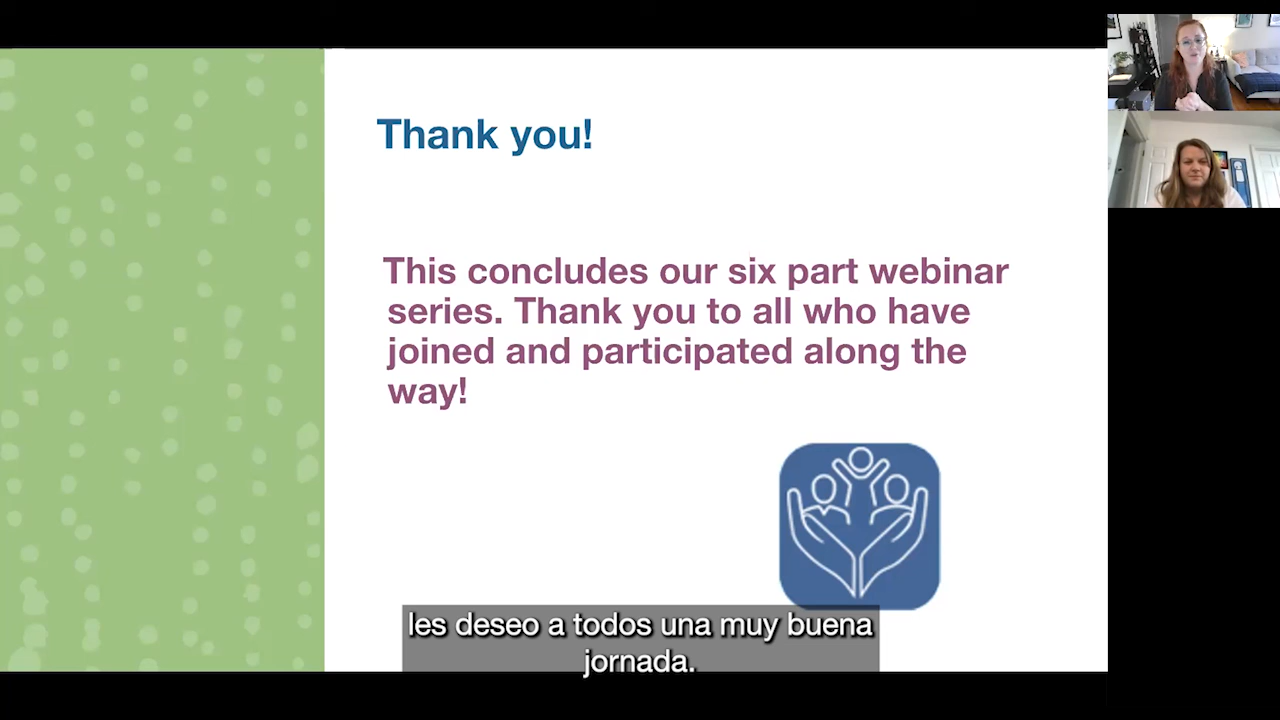 Thank you!
This concludes our six part webinar
series. Thank you to all who have
joined and participated along the
way!
les deseo a todos una muy buena
jornada.